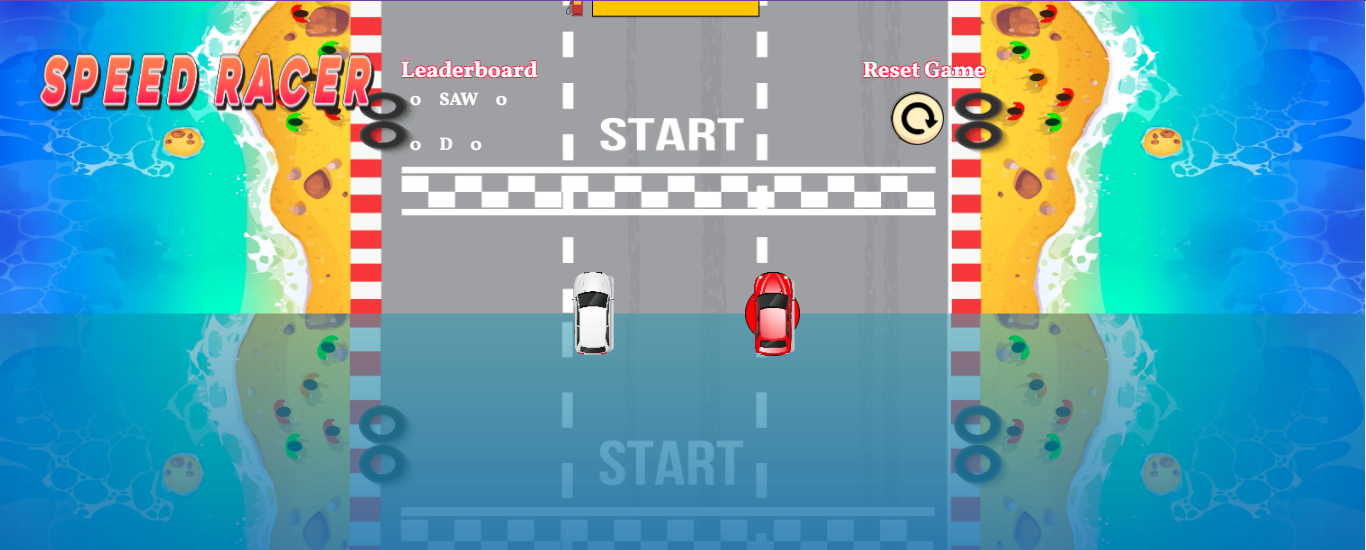 SPEED RACER
Leaderboard
Reset Game
o SAW o
o D o
START
START